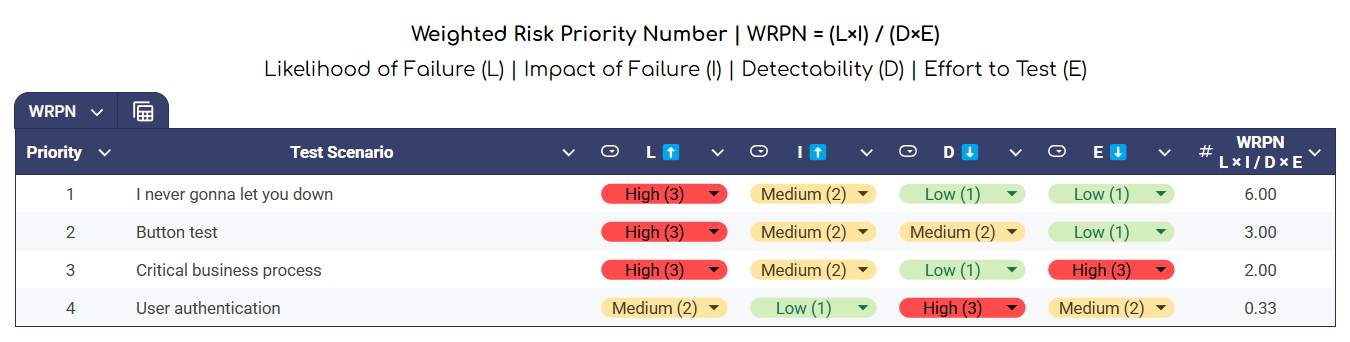 Weighted Risk Priority Number | WRPN = (L×I) / (D×E)
Likelihood of Failure (L) | Impact of Failure (I) | Detectability (D) | Effort to Test (E)
WRPN
Priority Test Scenario L ↑ I ↑ D ↓ E ↓ # WRPN
L × I / D × E
1 I never gonna let you down High (3) Medium (2) Low (1) Low (1) 6.00
2 Button test High (3) Medium (2) Medium (2) Low (1) 3.00
3 Critical business process High (3) Medium (2) Low (1) High (3) 2.00
4 User authentication Medium (2) Low (1) High (3) Medium (2) 0.33